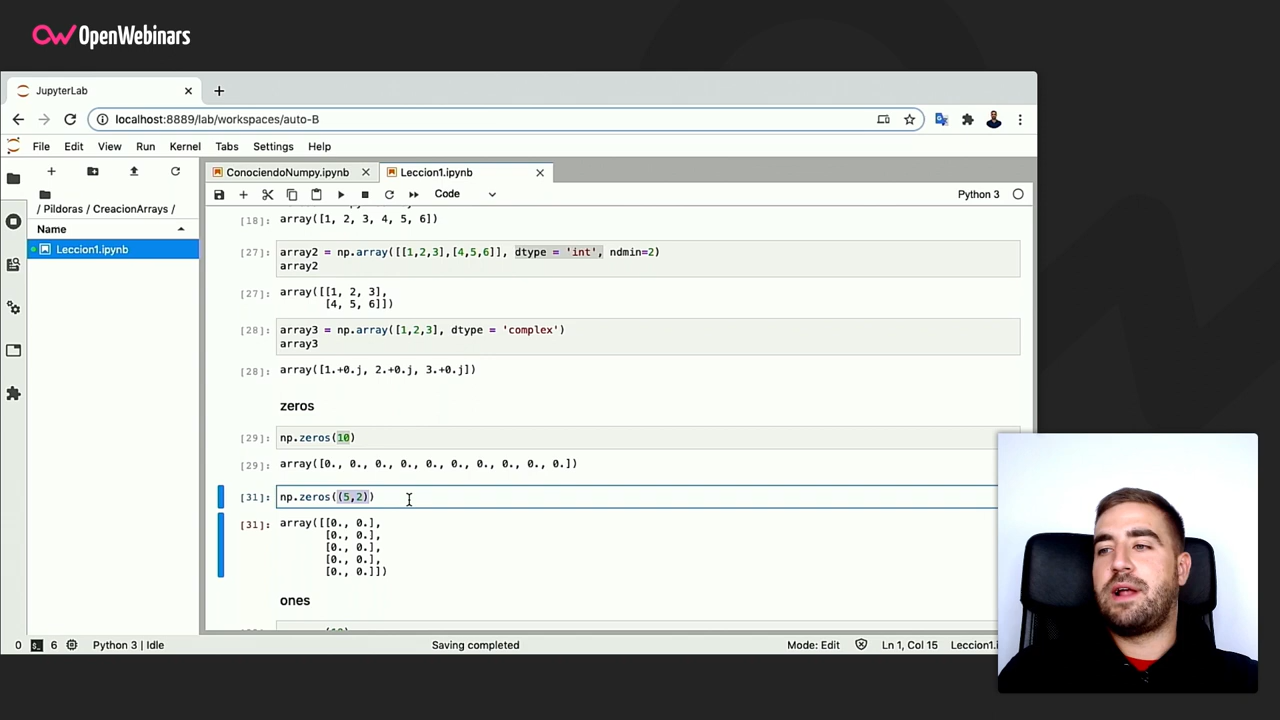 OpenWebinars
JupyterLab
localhost:8889/lab/workspaces/auto-B
File Edit View Run Kernel Tabs Settings Help
ConociendoNumpy.ipynb
Leccion1.ipynb
Code
Python 3
/ Pildoras / CreacionArrays /
Name
Leccion1.ipynb
[18]: array([1, 2, 3, 4, 5, 6])
[27]: array2 = np.array([[1,2,3],[4,5,6]], dtype = 'int', ndmin=2)
array2
[27]: array([[1, 2, 3],
[4, 5, 6]])
[28]: array3 = np.array([1,2,3], dtype = 'complex')
array3
[28]: array([1.+0.j, 2.+0.j, 3.+0.j])
zeros
[29]: np.zeros(10)
[29]: array([0., 0., 0., 0., 0., 0., 0., 0., 0., 0.])
[31]: np.zeros((5,2))
[31]: array([[0., 0.],
[0., 0.],
[0., 0.],
[0., 0.],
[0., 0.]])
ones
0 6 Python 3 | Idle Saving completed Mode: Edit Ln 1, Col 15 Leccion1.i